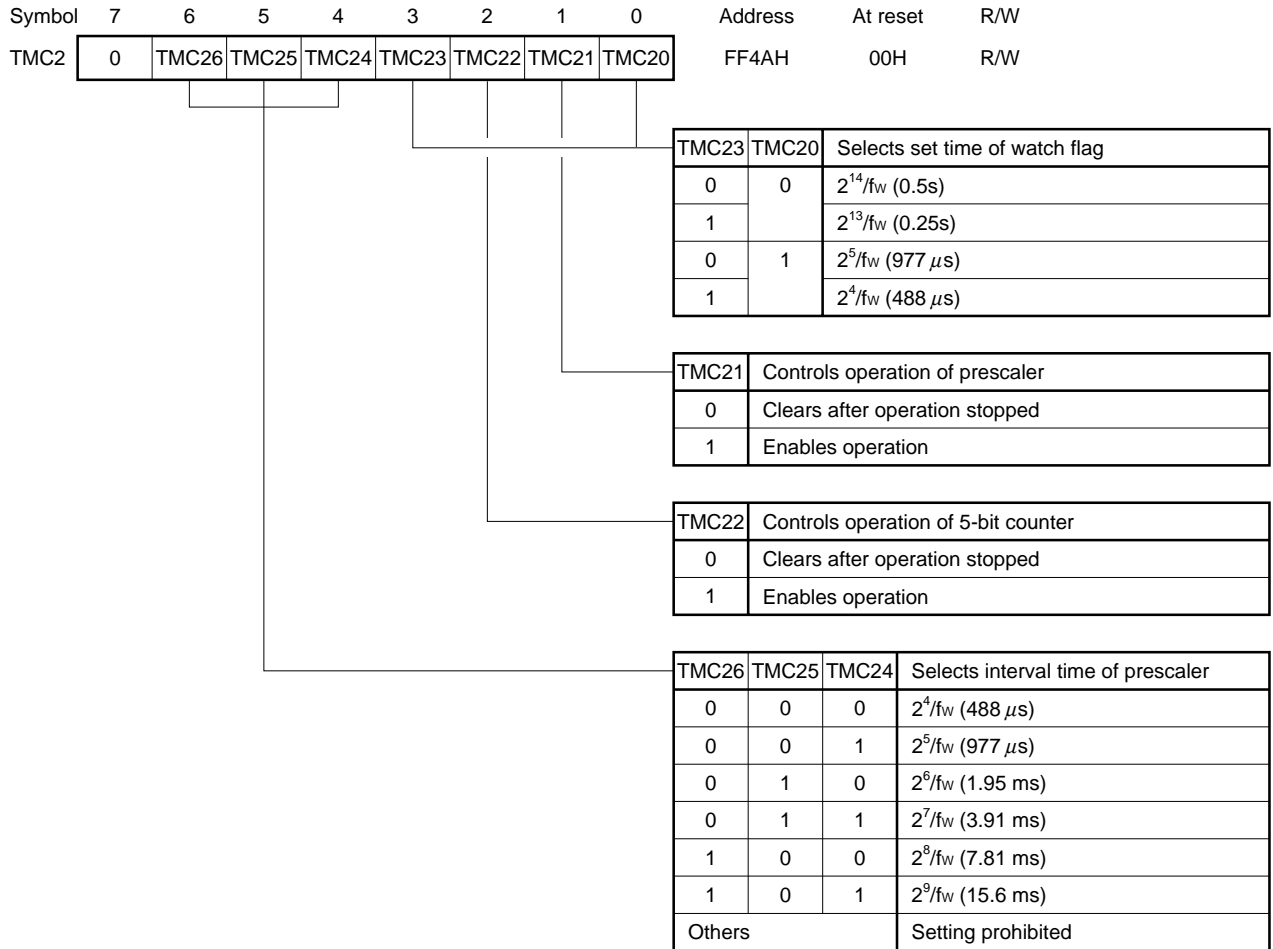 Symbol 7 6 5 4 3 2 1 0 Address At reset R/W
TMC2 0 TMC26 TMC25 TMC24 TMC23 TMC22 TMC21 TMC20 FF4AH 00H R/W
TMC23 TMC20 Selects set time of watch flag
0 0 2^14/fW (0.5s)
1 2^13/fW (0.25s)
0 1 2^5/fW (977 μs)
1 2^4/fW (488 μs)
TMC21 Controls operation of prescaler
0 Clears after operation stopped
1 Enables operation
TMC22 Controls operation of 5-bit counter
0 Clears after operation stopped
1 Enables operation
TMC26 TMC25 TMC24 Selects interval time of prescaler
0 0 0 2^4/fW (488 μs)
0 0 1 2^5/fW (977 μs)
0 1 0 2^6/fW (1.95 ms)
0 1 1 2^7/fW (3.91 ms)
1 0 0 2^8/fW (7.81 ms)
1 0 1 2^9/fW (15.6 ms)
Others Setting prohibited